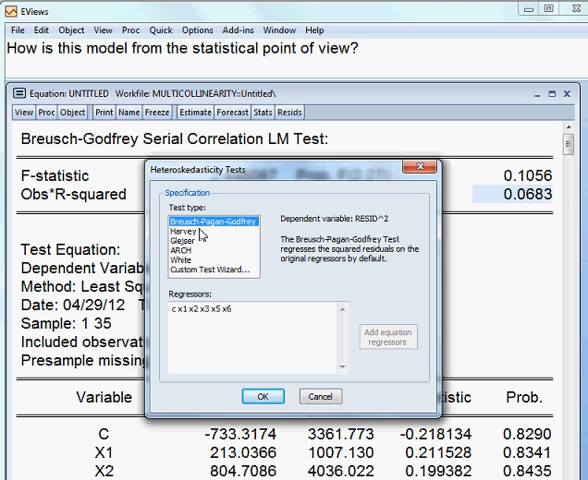 EViews
File Edit Object View Proc Quick Options Add-ins Window Help
How is this model from the statistical point of view?
Equation: UNTITLED Workfile: MULTICOLLINEARITY::Untitled\
View Proc Object Print Name Freeze Estimate Forecast Stats Resids
Breusch-Godfrey Serial Correlation LM Test:
F-statistic 0.1056
Obs*R-squared 0.0683
Heteroskedasticity Tests
Specification
Test type:
Breusch-Pagan-Godfrey
Harvey
Glejser
ARCH
White
Custom Test Wizard...
Dependent variable: RESID^2
The Breusch-Pagan-Godfrey Test
regresses the squared residuals on the
original regressors by default.
Regressors:
c x1 x2 x3 x5 x6
Add equation
regressors
OK Cancel
Test Equation:
Dependent Variab
Method: Least Sq
Date: 04/29/12 T
Sample: 1 35
Included observat
Presample missing
Variable tistic Prob.
C -733.3174 3361.773 -0.218134 0.8290
X1 213.0366 1007.130 0.211528 0.8341
X2 804.7086 4036.022 0.199382 0.8435